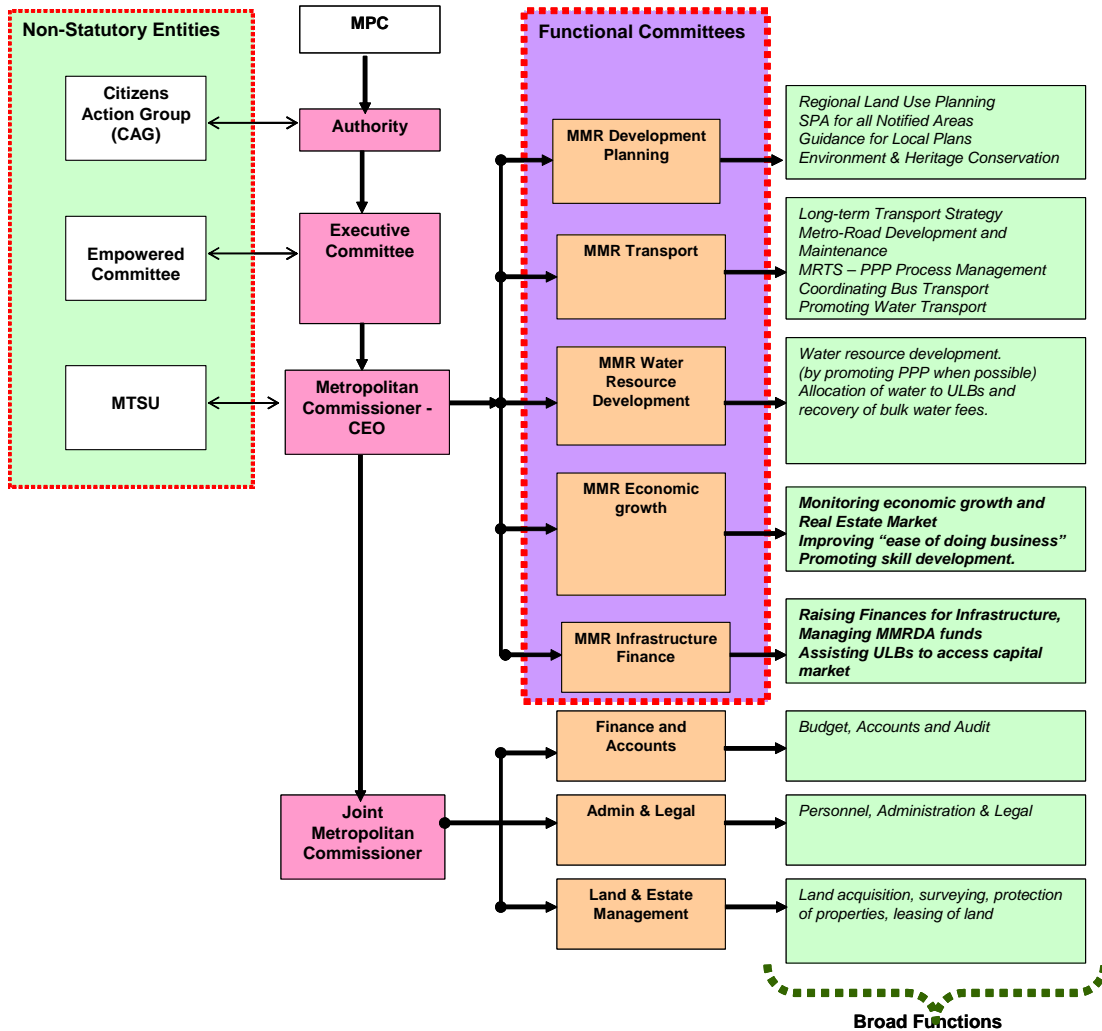 Non-Statutory Entities
MPC
Functional Committees
Citizens
Action Group
(CAG)
Authority
MMR Development
Planning
Regional Land Use Planning
SPA for all Notified Areas
Guidance for Local Plans
Environment & Heritage Conservation
Empowered
Committee
Executive
Committee
MMR Transport
Long-term Transport Strategy
Metro-Road Development and
Maintenance
MRTS – PPP Process Management
Coordinating Bus Transport
Promoting Water Transport
MTSU
Metropolitan
Commissioner -
CEO
MMR Water
Resource
Development
Water resource development.
(by promoting PPP when possible)
Allocation of water to ULBs and
recovery of bulk water fees.
MMR Economic
growth
Monitoring economic growth and
Real Estate Market
Improving “ease of doing business”
Promoting skill development.
MMR Infrastructure
Finance
Raising Finances for Infrastructure,
Managing MMRDA funds
Assisting ULBs to access capital
market
Finance and
Accounts
Budget, Accounts and Audit
Joint
Metropolitan
Commissioner
Admin & Legal
Personnel, Administration & Legal
Land & Estate
Management
Land acquisition, surveying, protection
of properties, leasing of land
Broad Functions